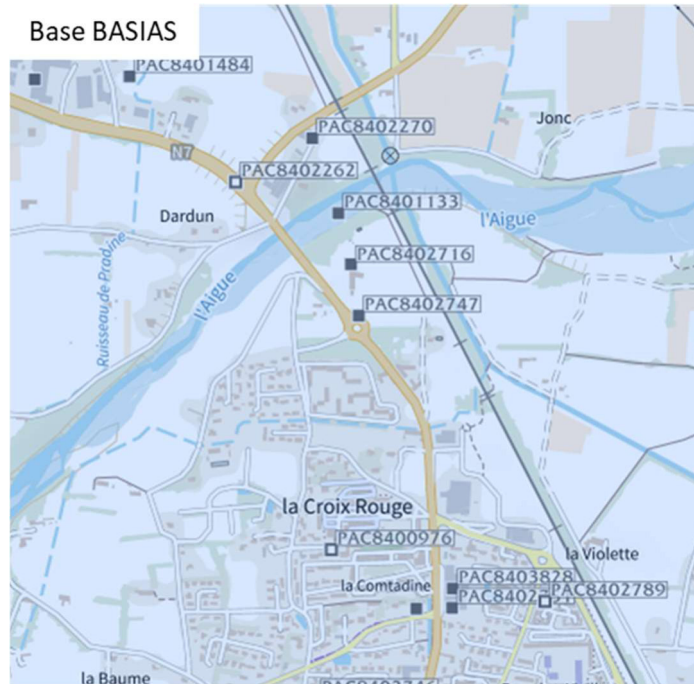 Base BASIAS
PAC8401484
Jonc
PAC8402270
N7
PAC8402262
PAC8401133
Dardun
l'Aigue
PAC8402716
Ruisseau de Pradine
l'Aigue
PAC8402747
la Croix Rouge
PAC8400976
la Violette
la Comtadine
PAC8403828
PAC8402789
la Baume